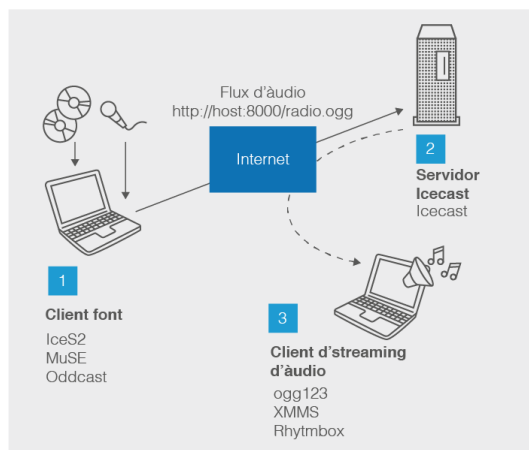 Flux d'àudio
http://host:8000/radio.ogg
Internet
2
Servidor
Icecast
Icecast
1
Client font
IceS2
MuSE
Oddcast
3
Client d'streaming
d'àudio
ogg123
XMMS
Rhytmbox